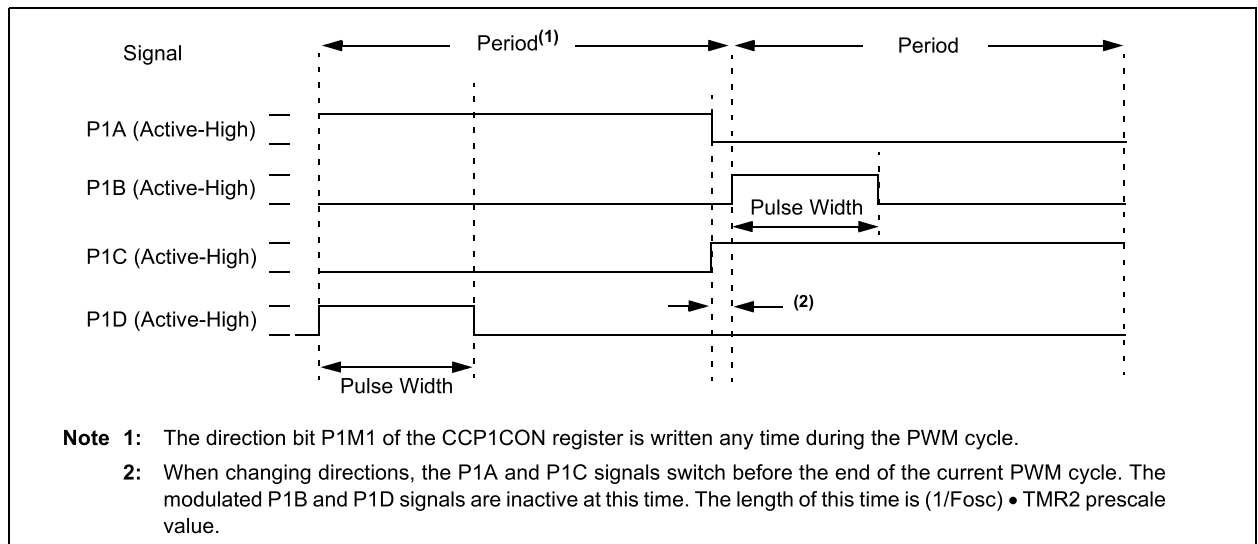 Signal
Period(1)
Period
P1A (Active-High)
P1B (Active-High)
Pulse Width
P1C (Active-High)
(2)
P1D (Active-High)
Pulse Width
Note 1: The direction bit P1M1 of the CCP1CON register is written any time during the PWM cycle.
2: When changing directions, the P1A and P1C signals switch before the end of the current PWM cycle. The
modulated P1B and P1D signals are inactive at this time. The length of this time is (1/Fosc) • TMR2 prescale
value.